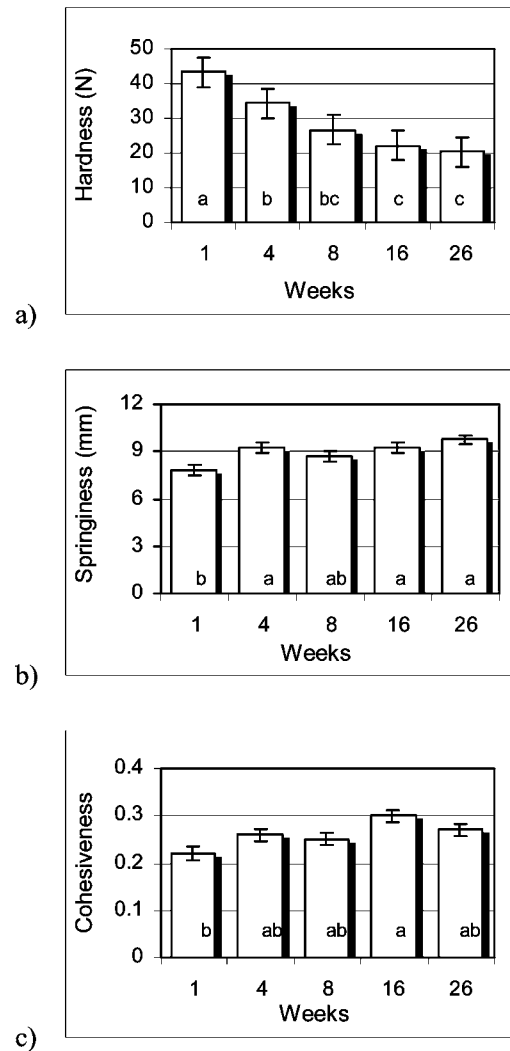 50
40
30
20
10
0
Hardness (N)
a b bc c c
1 4 8 16 26
Weeks
a)
12
9
6
3
0
Springiness (mm)
b a ab a a
1 4 8 16 26
Weeks
b)
0.4
0.3
0.2
0.1
0
Cohesiveness
b ab ab a ab
1 4 8 16 26
Weeks
c)